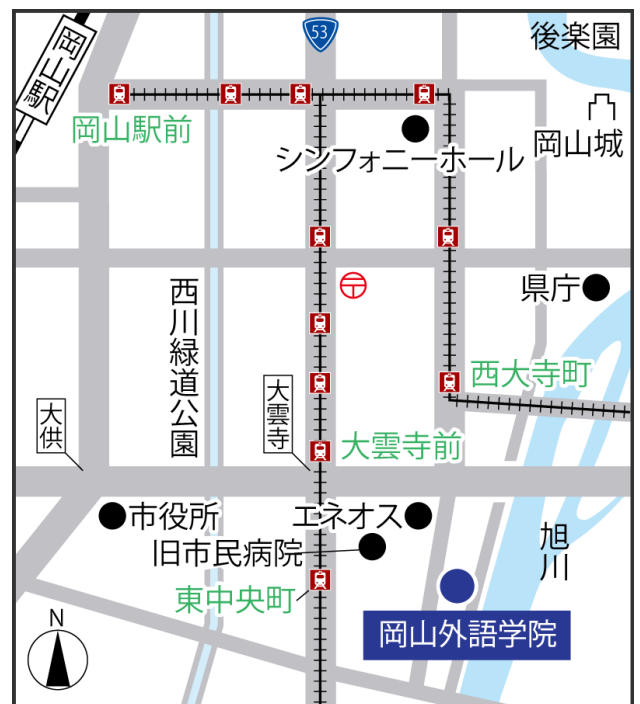 53
後楽園
岡山駅
岡山駅前
シンフォニーホール
岡山城
〒
県庁
西川緑道公園
西大寺町
大供
大雲寺
大雲寺前
市役所
エネオス
旧市民病院
旭川
東中央町
岡山外語学院
N